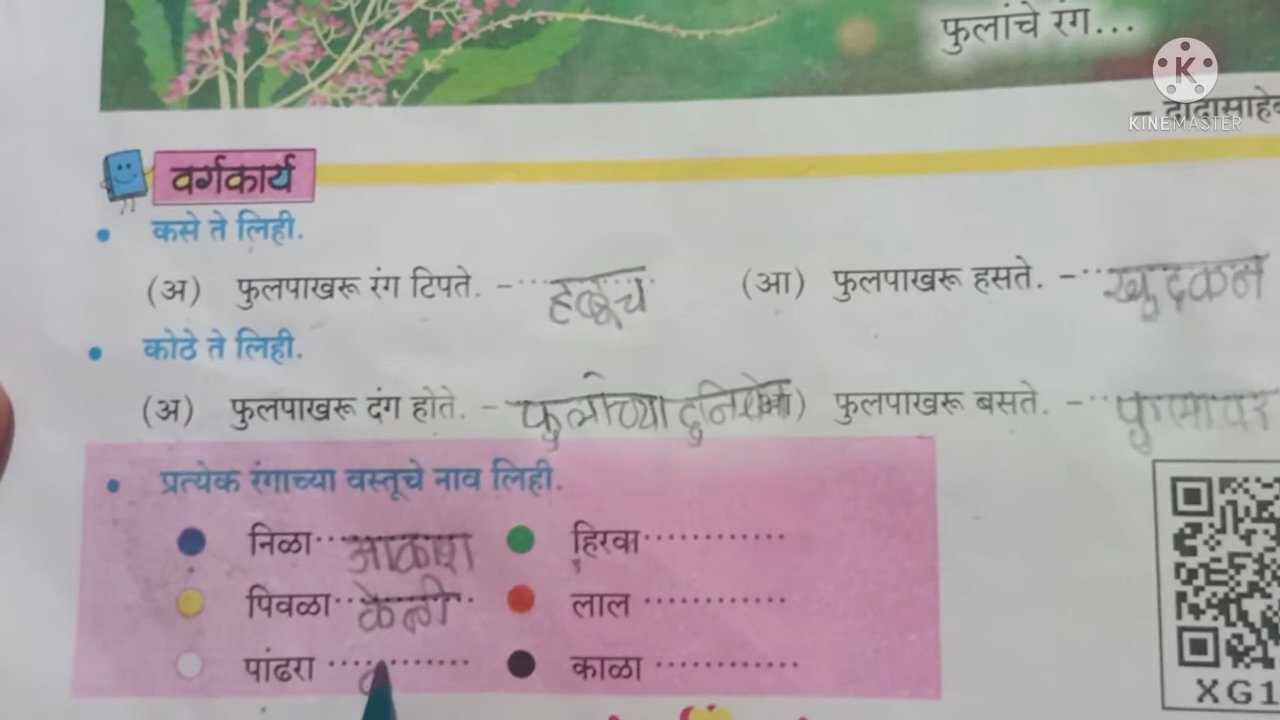 फुलांचे रंग...
K
KINEMASTER
- दादासाहे
वर्गकार्य
• कसे ते लिही.
(अ) फुलपाखरू रंग टिपते. - हळूच (आ) फुलपाखरू हसते. - खुदकन
• कोठे ते लिही.
(अ) फुलपाखरू दंग होते. - फुलांच्या ) फुलपाखरू बसते. -
• प्रत्येक रंगाच्या वस्तूचे नाव लिही.
निळा आकाश हिरवा ............
पिवळा केळी लाल ............
पांढरा ............ काळा ............
XG1